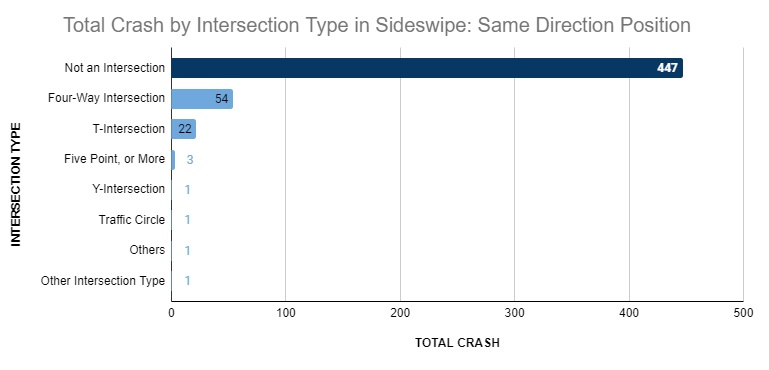 Total Crash by Intersection Type in Sideswipe: Same Direction Position
INTERSECTION TYPE
Not an Intersection 447
Four-Way Intersection 54
T-Intersection 22
Five Point, or More 3
Y-Intersection 1
Traffic Circle 1
Others 1
Other Intersection Type 1
0 100 200 300 400 500
TOTAL CRASH